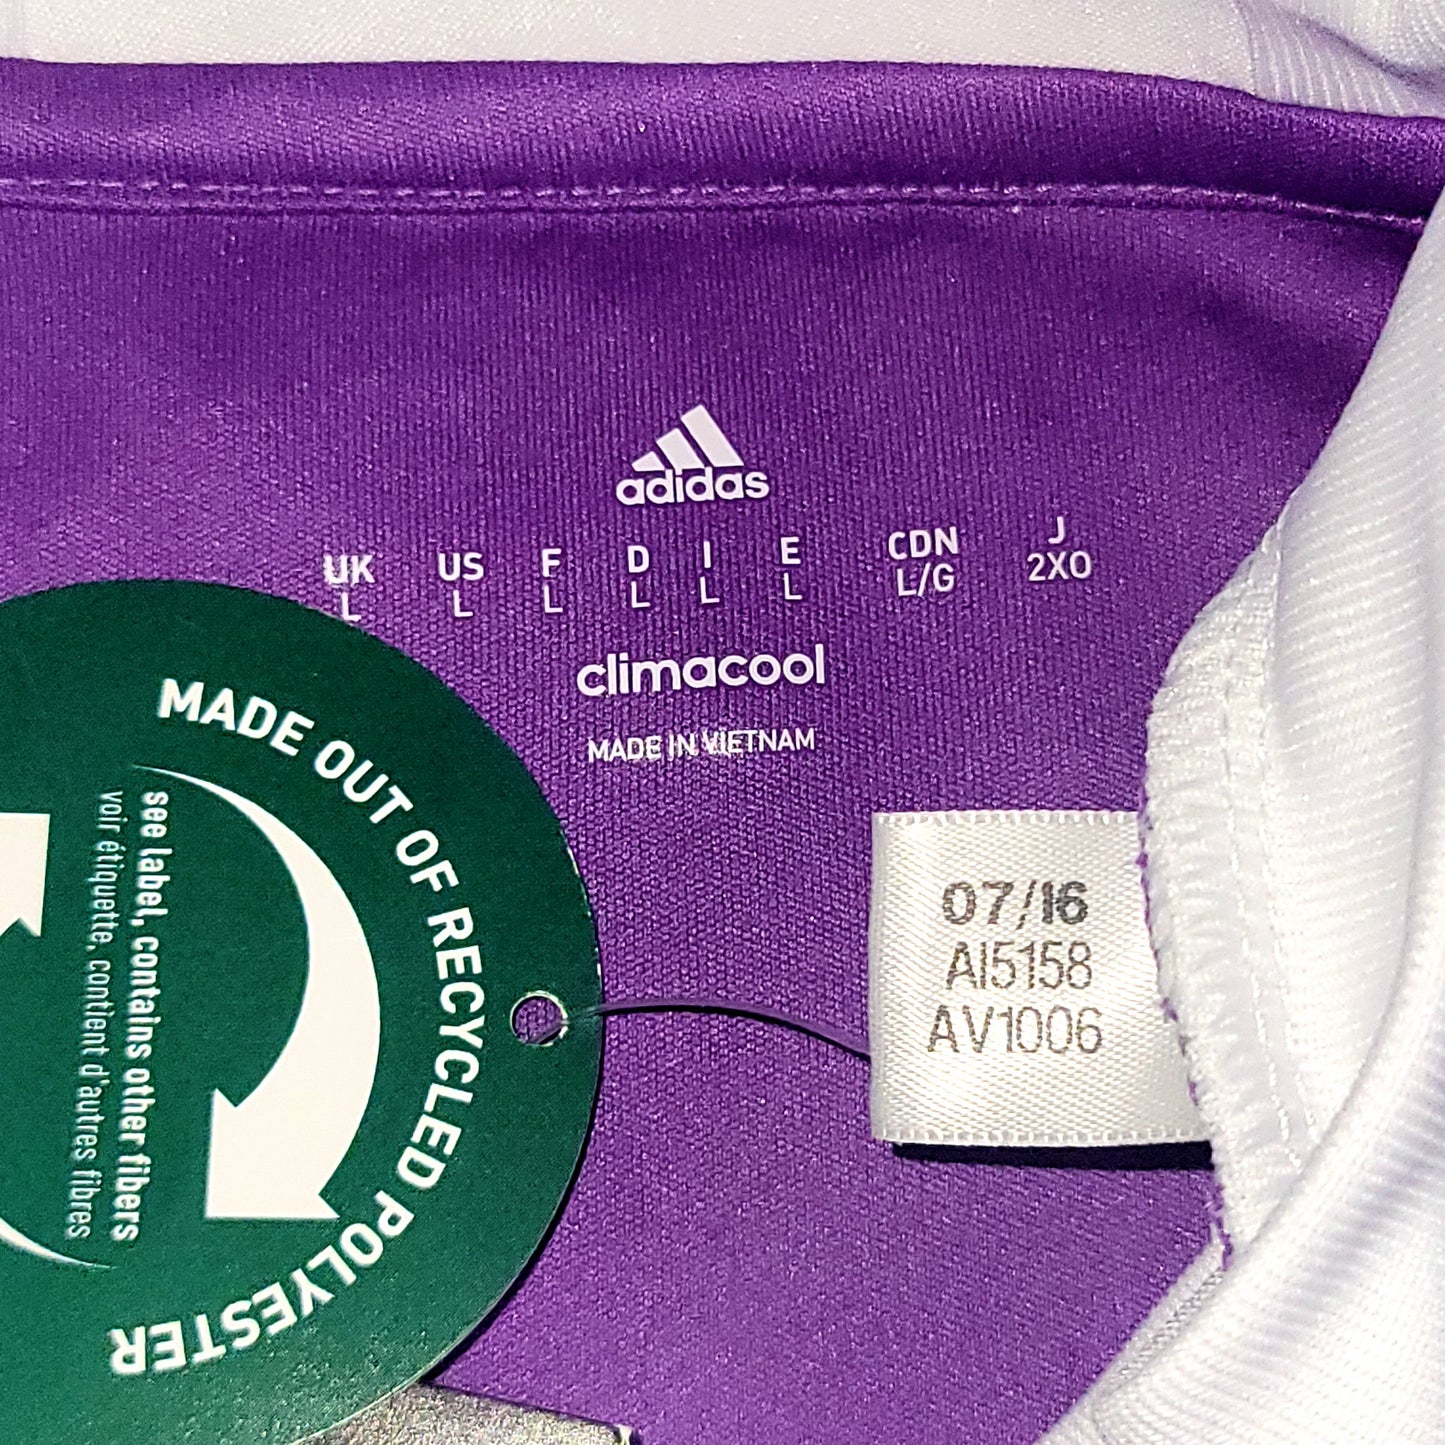 adidas
UK US F D I E CDN J
L L L L L L L/G 2XO
climacool
MADE IN VIETNAM
MADE OUT OF RECYCLED POLYESTER
see label, contains other fibers
voir étiquette, contient d'autres fibres
07/16
AI5158
AV1006